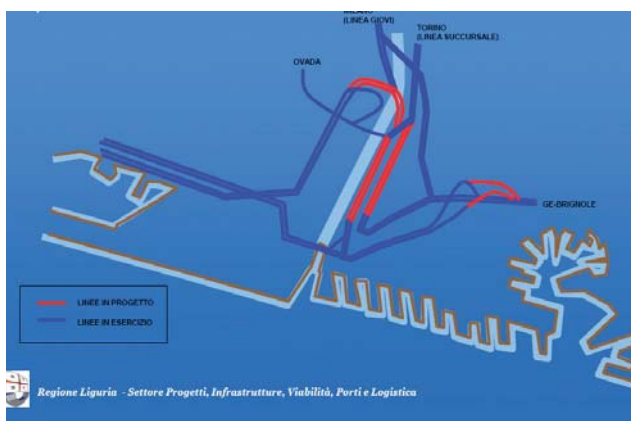 (LINEA GIOVI)
TORINO
(LINEA SUCCURSALE)
OVADA
GE-BRIGNOLE
LINEE IN PROGETTO
LINEE IN ESERCIZIO
Regione Liguria - Settore Progetti, Infrastrutture, Viabilità, Porti e Logistica